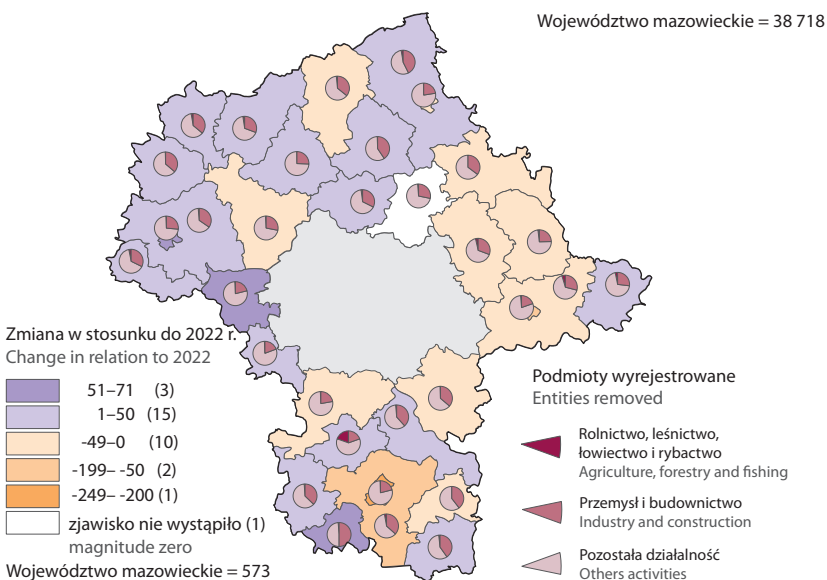 Województwo mazowieckie = 38 718
Zmiana w stosunku do 2022 r.
Change in relation to 2022
51–71 (3)
1–50 (15)
-49–0 (10)
-199– -50 (2)
-249– -200 (1)
zjawisko nie wystąpiło (1)
magnitude zero
Województwo mazowieckie = 573
Podmioty wyrejestrowane
Entities removed
Rolnictwo, leśnictwo,
łowiectwo i rybactwo
Agriculture, forestry and fishing
Przemysł i budownictwo
Industry and construction
Pozostała działalność
Others activities